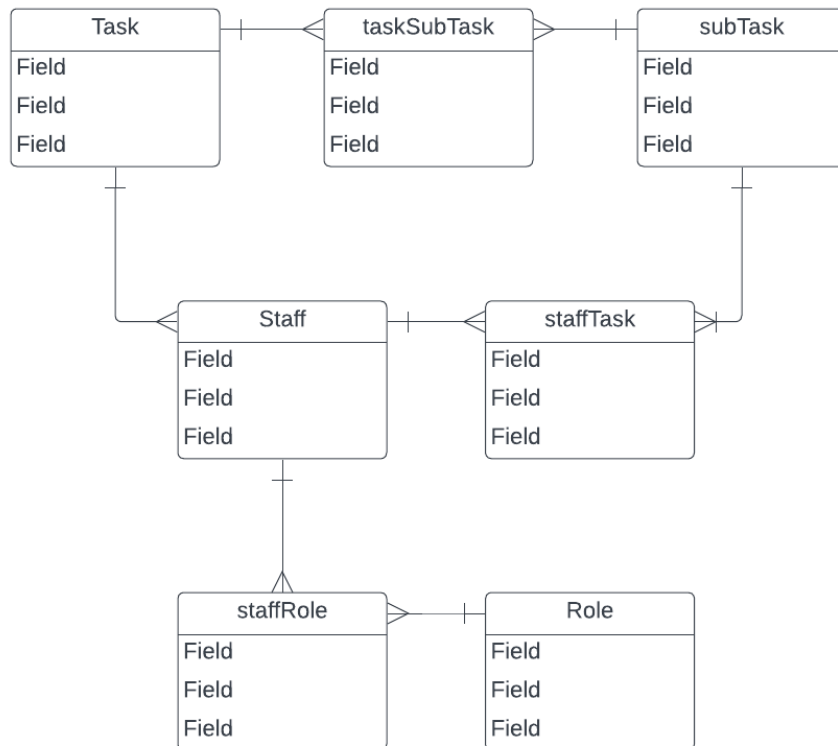 Task
Field
Field
Field
taskSubTask
Field
Field
Field
subTask
Field
Field
Field
Staff
Field
Field
Field
staffTask
Field
Field
Field
staffRole
Field
Field
Field
Role
Field
Field
Field